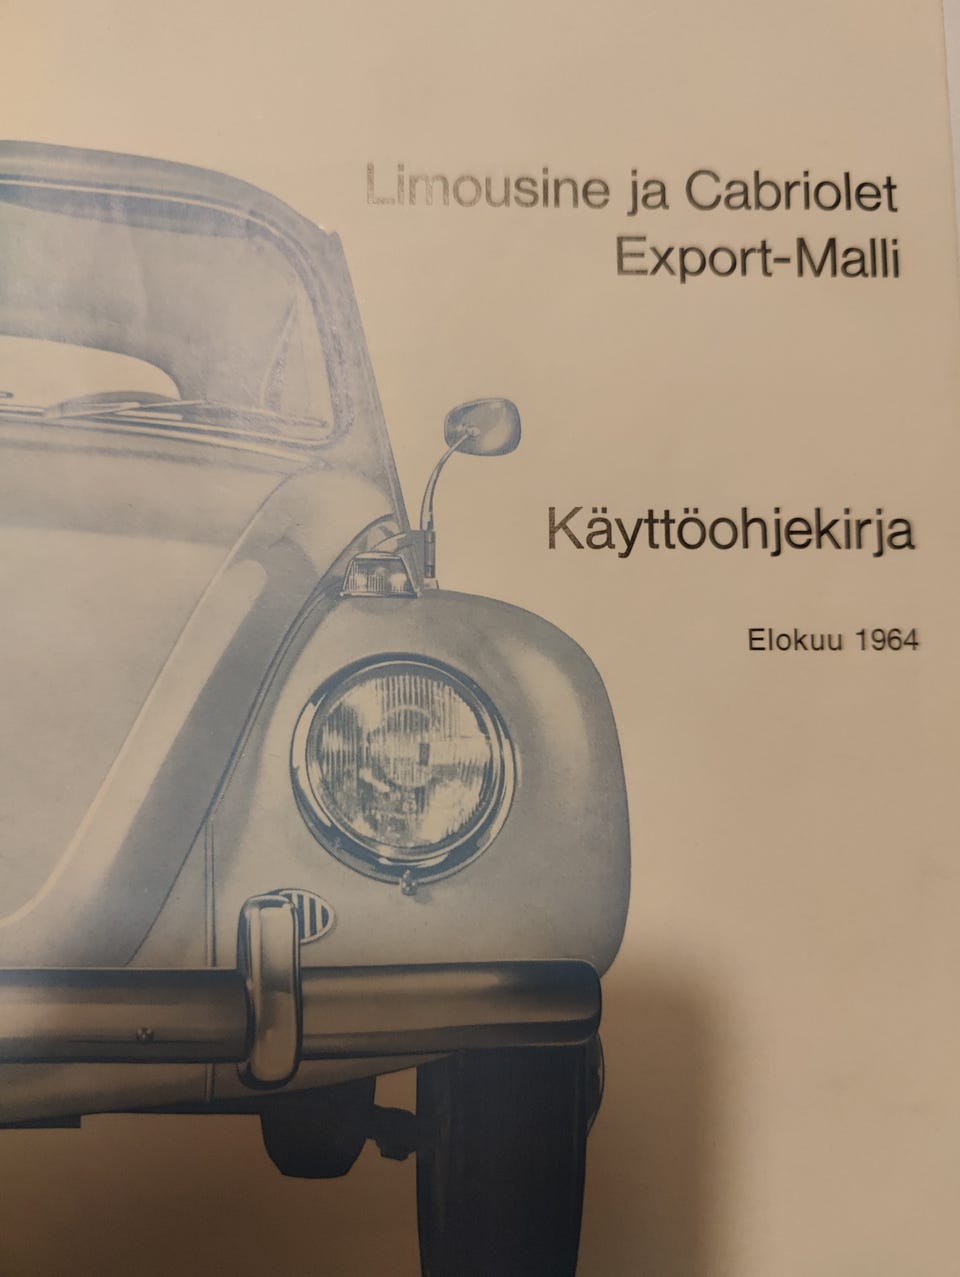 Limousine ja Cabriolet
Export-Malli
Käyttöohjekirja
Elokuu 1964